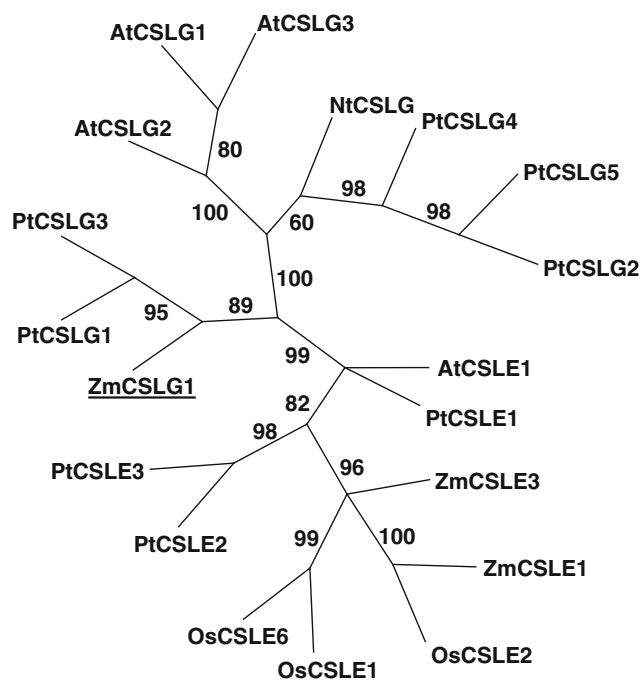 AtCSLG3
AtCSLG1
NtCSLG
AtCSLG2
PtCSLG4
80
98
PtCSLG5
100
60
98
PtCSLG3
PtCSLG2
100
95
89
PtCSLG1
99
AtCSLE1
ZmCSLG1
82
PtCSLE1
98
PtCSLE3
96
ZmCSLE3
PtCSLE2
99
100
ZmCSLE1
OsCSLE6
OsCSLE2
OsCSLE1